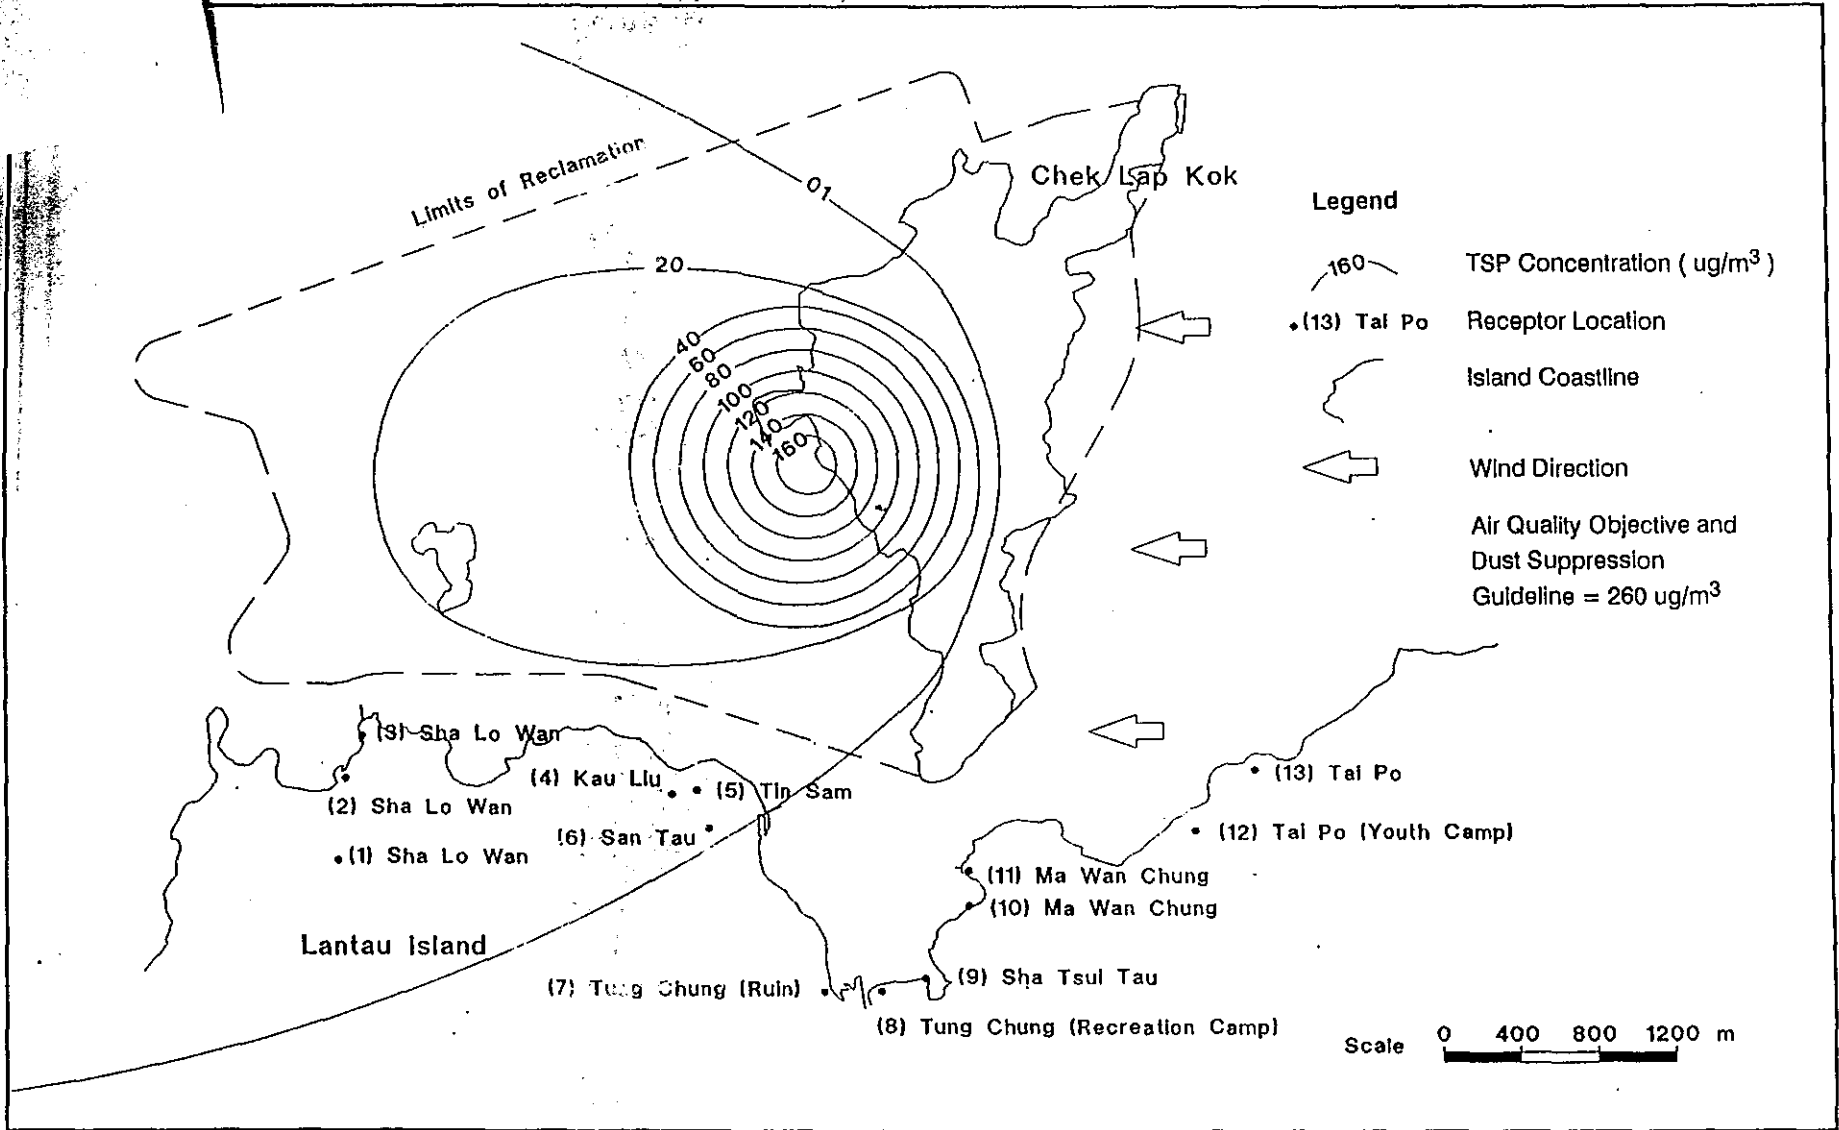 Limits of Reclamation
01
Chek Lap Kok
20
40
60
80
100
120
140
160
Legend
160
TSP Concentration ( ug/m³ )
(13) Tai Po
Receptor Location
Island Coastline
Wind Direction
Air Quality Objective and
Dust Suppression
Guideline = 260 ug/m³
(3) Sha Lo Wan
(2) Sha Lo Wan
(1) Sha Lo Wan
(4) Kau Liu
(5) Tin Sam
(6) San Tau
(13) Tai Po
(12) Tai Po (Youth Camp)
(11) Ma Wan Chung
(10) Ma Wan Chung
Lantau Island
(7) Tung Chung (Ruin)
(9) Sha Tsui Tau
(8) Tung Chung (Recreation Camp)
Scale 0 400 800 1200 m